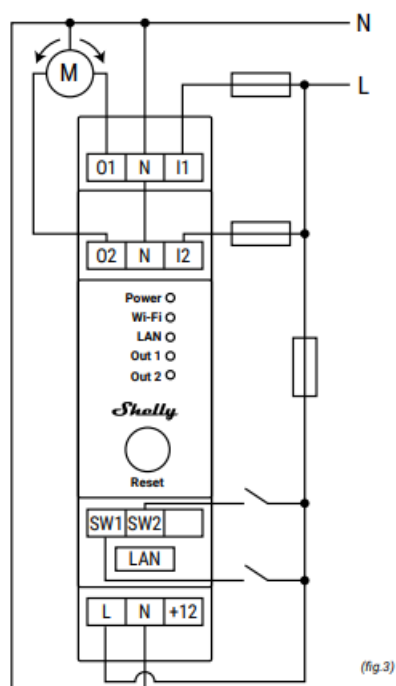 N
L
M
O1 N I1
O2 N I2
Power
Wi-Fi
LAN
Out 1
Out 2
Shelly
Reset
SW1 SW2
LAN
L N +12
(fig.3)